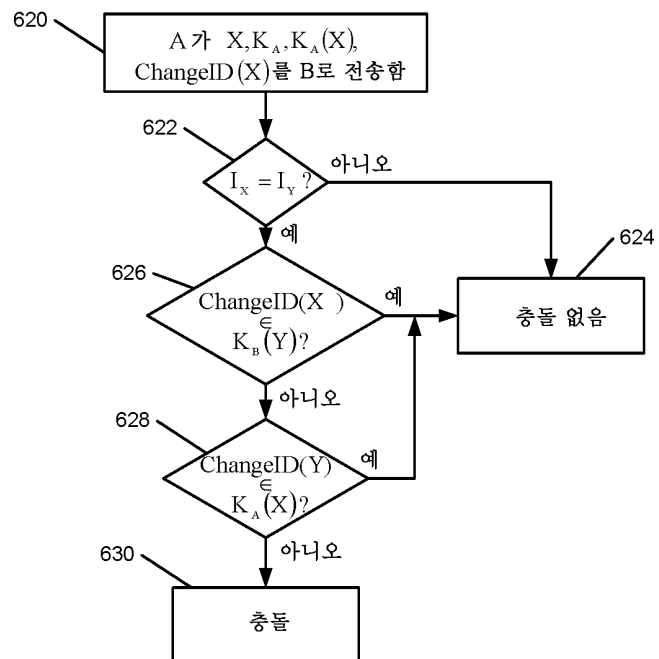 620
A가 X,K_A,K_A(X),
ChangeID(X)를 B로 전송함
622
I_X = I_Y ?
아니오
예
624
626
ChangeID(X )
∈
K_B(Y)?
예
충돌 없음
아니오
628
ChangeID(Y)
∈
K_A(X)?
예
아니오
630
충돌